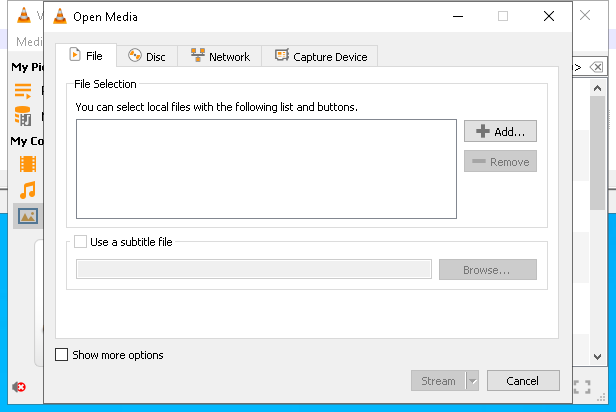 Open Media
Medi
File
Disc
Network
Capture Device
My Pi
File Selection
You can select local files with the following list and buttons.
Add...
Remove
My Co
Use a subtitle file
Browse...
Show more options
Stream
Cancel